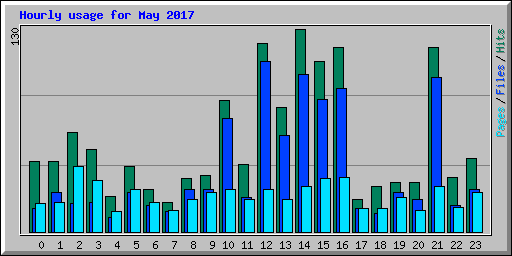 Hourly usage for May 2017
130
Pages/Files/Hits
0 1 2 3 4 5 6 7 8 9 10 11 12 13 14 15 16 17 18 19 20 21 22 23